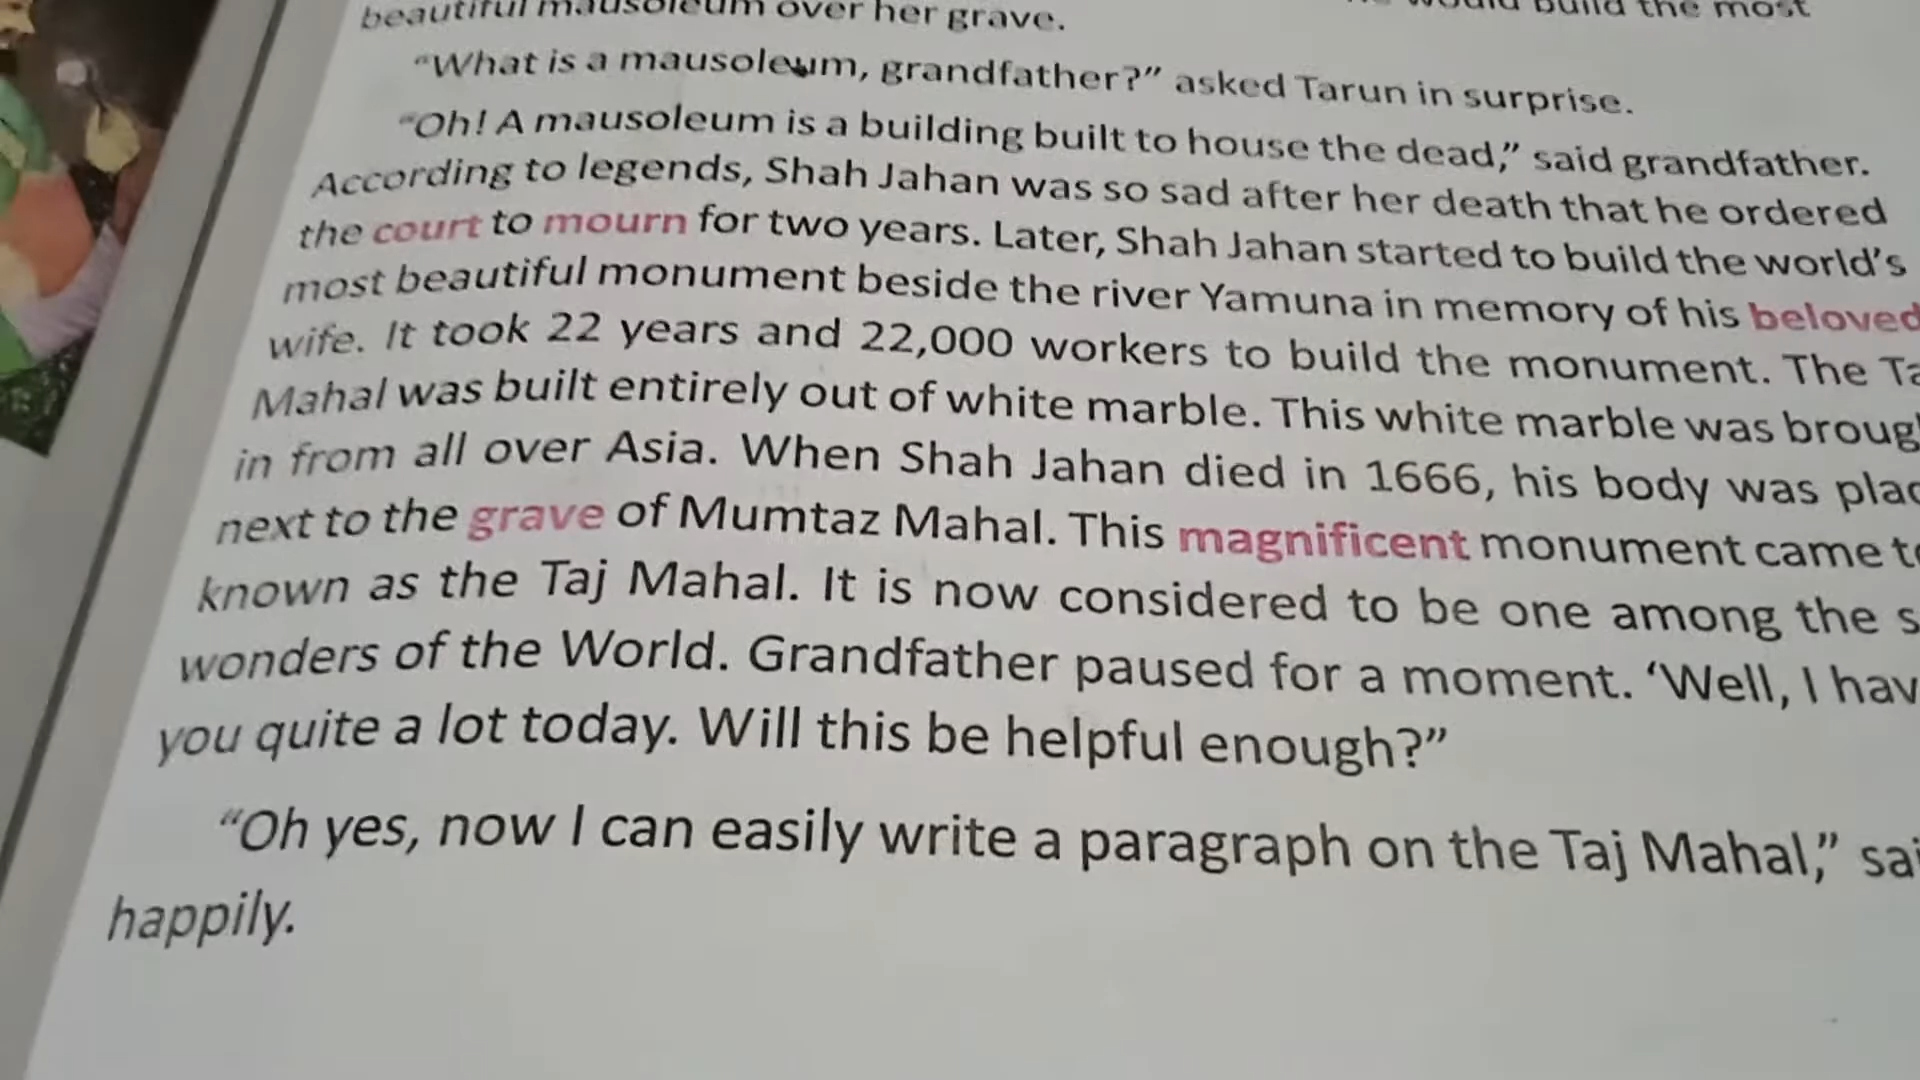 would build the most
beautiful mausoleum over her grave.
“What is a mausoleum, grandfather?” asked Tarun in surprise.
“Oh! A mausoleum is a building built to house the dead,” said grandfather.
According to legends, Shah Jahan was so sad after her death that he ordered
the court to mourn for two years. Later, Shah Jahan started to build the world’s
most beautiful monument beside the river Yamuna in memory of his beloved
wife. It took 22 years and 22,000 workers to build the monument. The
Mahal was built entirely out of white marble. This white marble was
in from all over Asia. When Shah Jahan died in 1666, his body was
next to the grave of Mumtaz Mahal. This magnificent monument came
known as the Taj Mahal. It is now considered to be one among the
wonders of the World. Grandfather paused for a moment. ‘Well, I
you quite a lot today. Will this be helpful enough?”
“Oh yes, now I can easily write a paragraph on the Taj Mahal,”
happily.